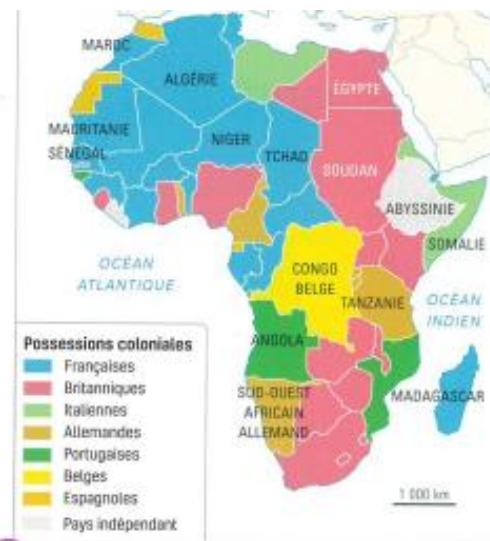 MAROC
ALGÉRIE
ÉGYPTE
MAURITANIE
SÉNÉGAL
NIGER
TCHAD
SOUDAN
ABYSSINIE
SOMALIE
OCÉAN
ATLANTIQUE
CONGO
BELGE
TANZANIE
OCÉAN
INDIEN
ANGOLA
SUD-OUEST
AFRICAIN
ALLEMAND
MADAGASCAR
Possessions coloniales
Françaises
Britanniques
Italiennes
Allemandes
Portugaises
Belges
Espagnoles
Pays indépendant
1 000 km